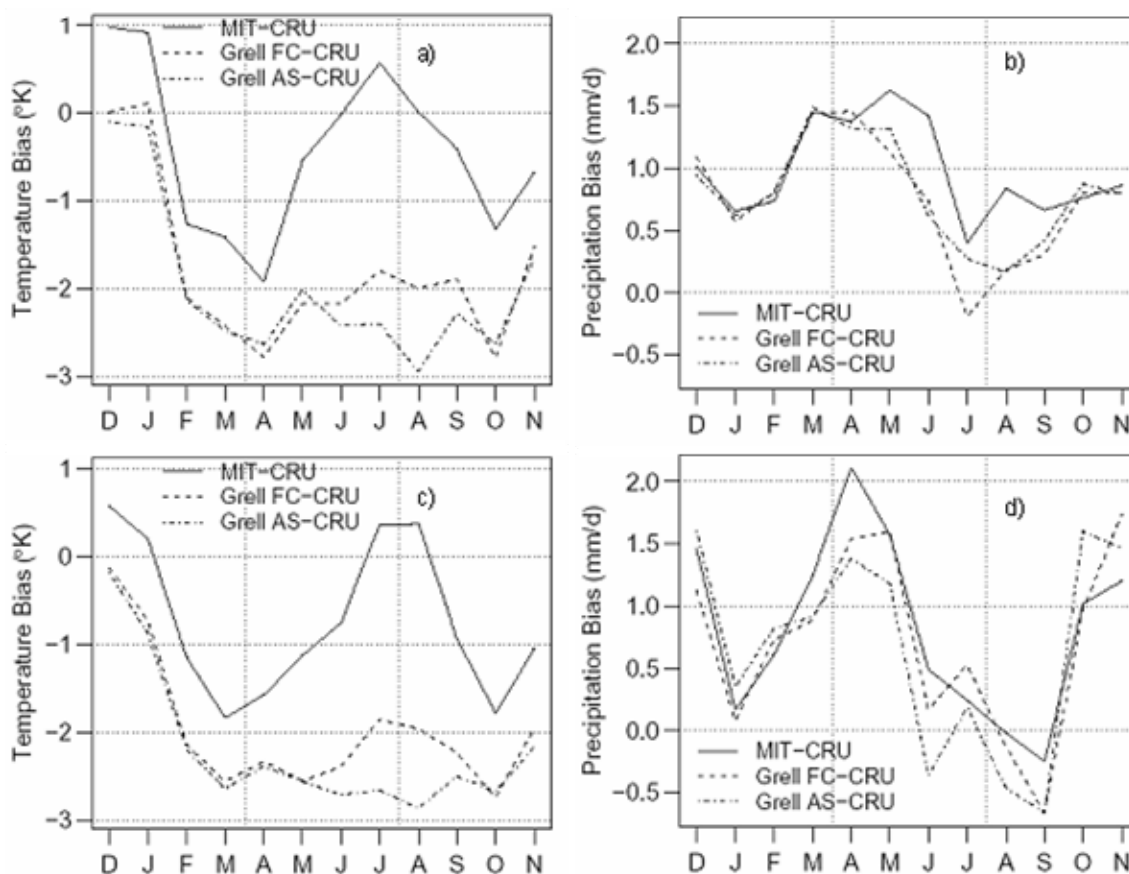 Temperature Bias (°K)
1
0
−1
−2
−3
MIT−CRU
Grell FC−CRU
Grell AS−CRU
a)
D J F M A M J J A S O N
Precipitation Bias (mm/d)
2.0
1.5
1.0
0.5
0.0
−0.5
b)
MIT−CRU
Grell FC−CRU
Grell AS−CRU
D J F M A M J J A S O N
Temperature Bias (°K)
1
0
−1
−2
−3
MIT−CRU
Grell FC−CRU
Grell AS−CRU
c)
D J F M A M J J A S O N
Precipitation Bias (mm/d)
2.0
1.5
1.0
0.5
0.0
−0.5
d)
MIT−CRU
Grell FC−CRU
Grell AS−CRU
D J F M A M J J A S O N